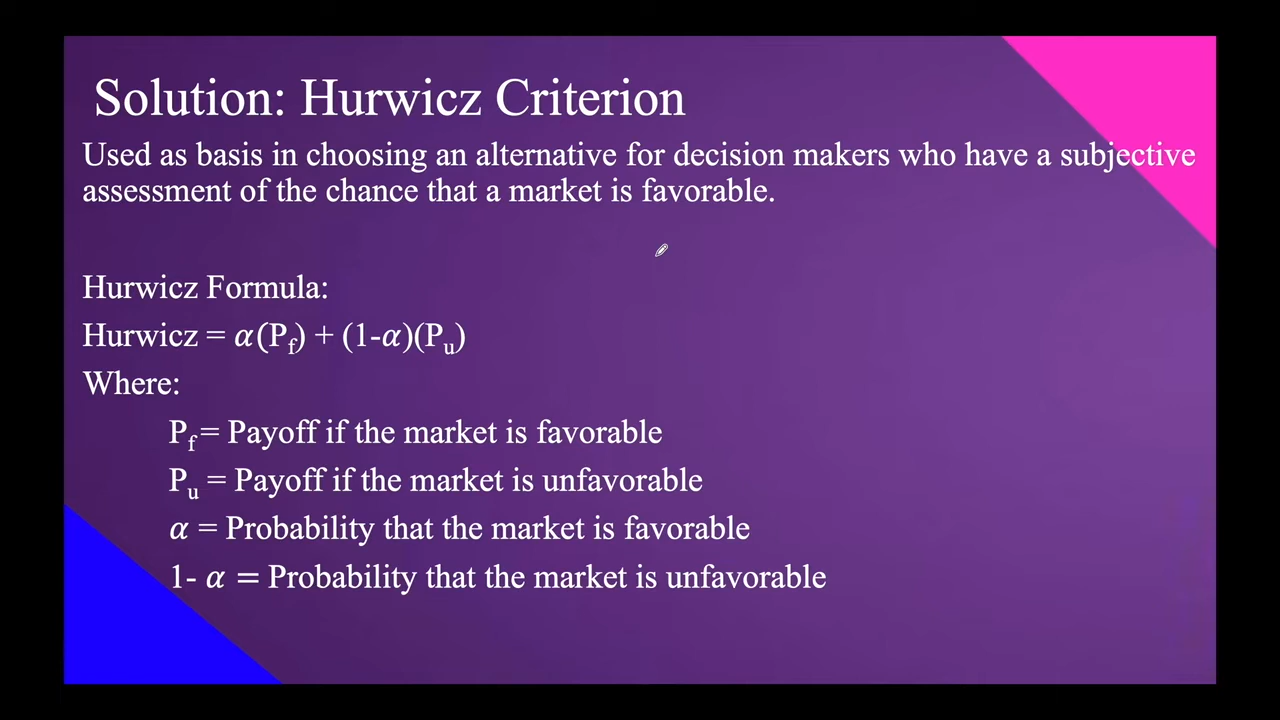 Solution: Hurwicz Criterion
Used as basis in choosing an alternative for decision makers who have a subjective
assessment of the chance that a market is favorable.
Hurwicz Formula:
Hurwicz = 𝛼(Pf) + (1-𝛼)(Pu)
Where:
Pf= Payoff if the market is favorable
Pu = Payoff if the market is unfavorable
𝛼 = Probability that the market is favorable
1- 𝛼 = Probability that the market is unfavorable